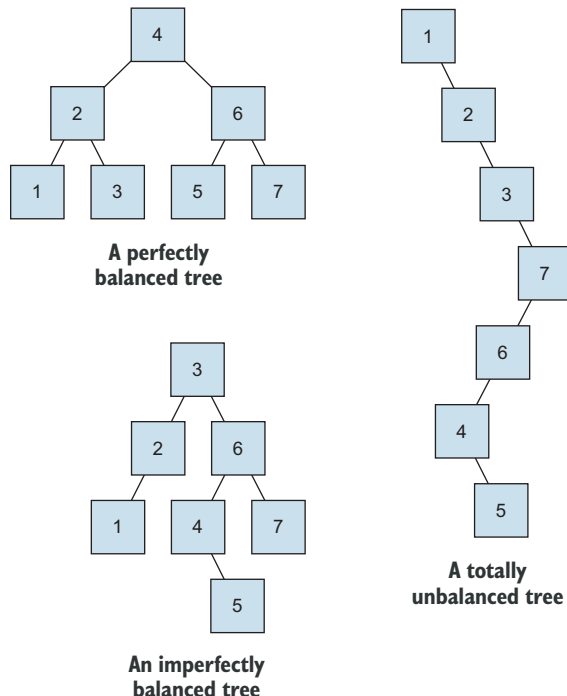 4
2 6
1 3 5 7
A perfectly
balanced tree
3
2 6
1 4 7
5
An imperfectly
balanced tree
1
2
3
7
6
4
5
A totally
unbalanced tree